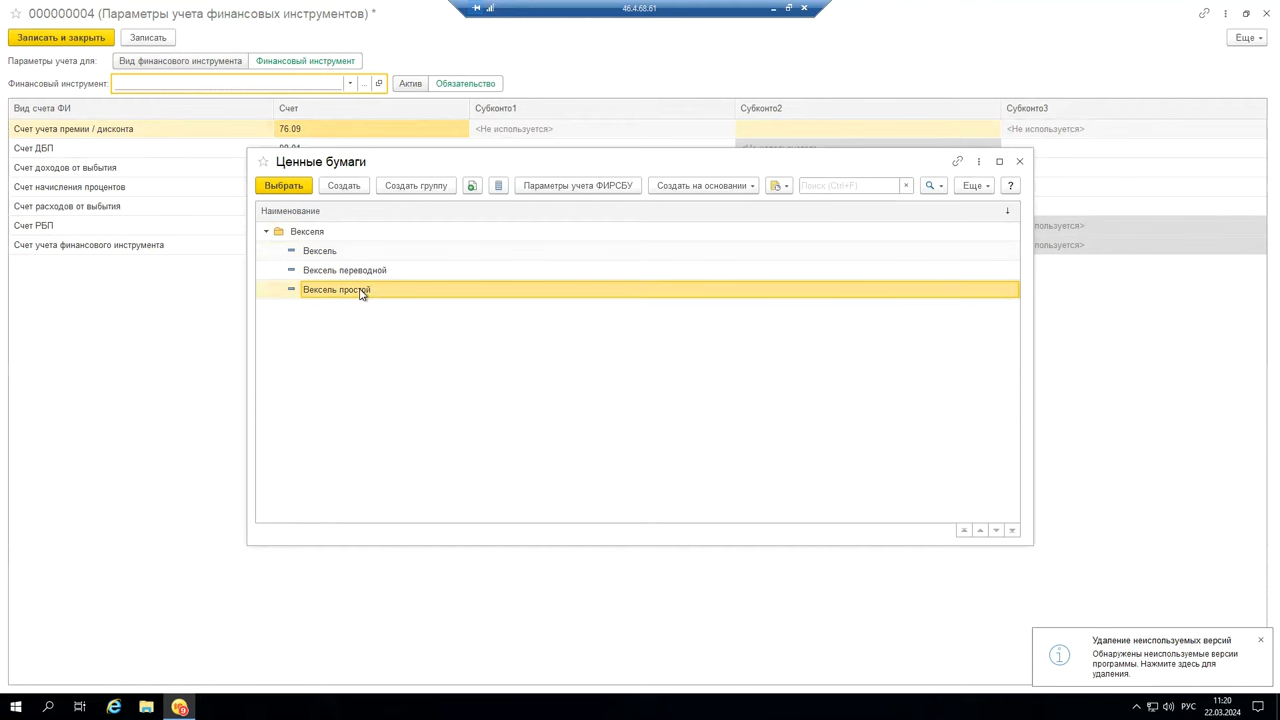 000000004 (Параметры учета финансовых инструментов) *
46.4.68.61
Записать и закрыть
Записать
Еще
Параметры учета для:
Вид финансового инструмента
Финансовый инструмент
Финансовый инструмент:
...
Актив
Обязательство
Вид счета ФИ
Счет
Субконто1
Субконто2
Субконто3
Счет учета премии / дисконта
76.09
<Не используется>
<Не используется>
Счет ДБП
Счет доходов от выбытия
Счет начисления процентов
Счет расходов от выбытия
Счет РБП
пользуется>
Счет учета финансового инструмента
пользуется>
Ценные бумаги
Выбрать
Создать
Создать группу
Параметры учета ФИРСБУ
Создать на основании
Поиск (Ctrl+F)
×
Еще
?
Наименование
Векселя
Вексель
Вексель переводной
Вексель простой
Удаление неиспользуемых версий
Обнаружены неиспользуемые версии
программы. Нажмите здесь для
удаления.
РУС
11:20
22.03.2024